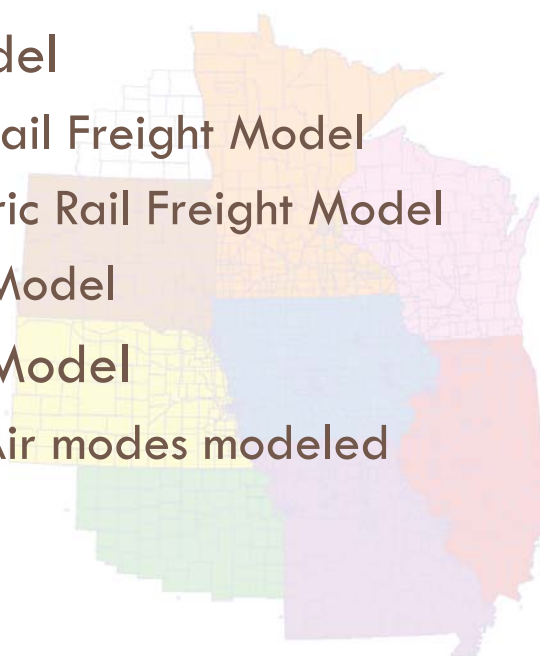 del
ail Freight Model
ric Rail Freight Model
Model
Model
Air modes modeled